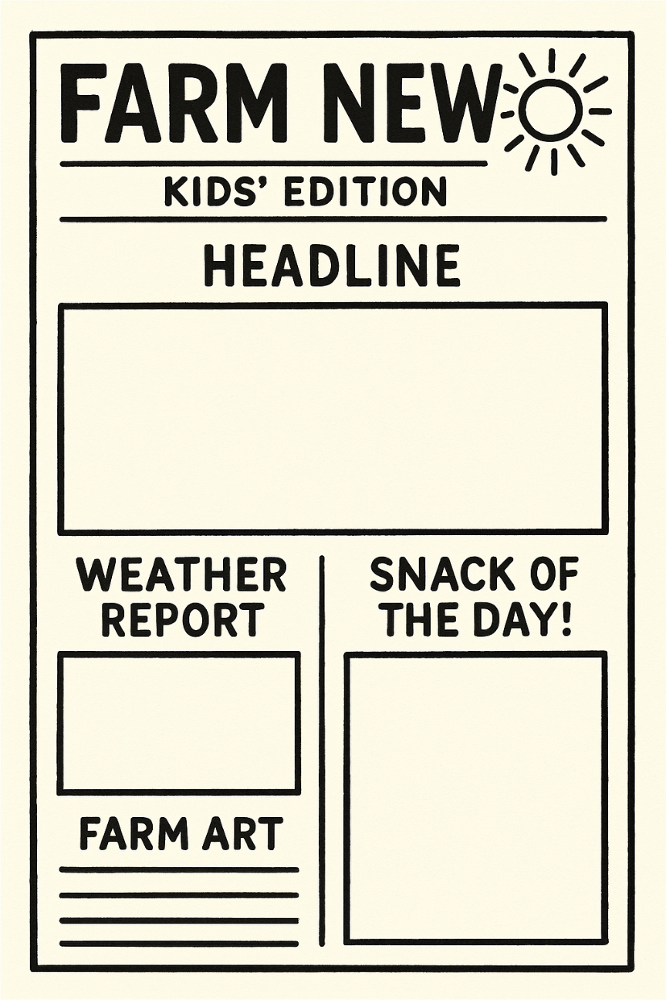 FARM NEW
KIDS’ EDITION
HEADLINE
WEATHER
REPORT
SNACK OF
THE DAY!
FARM ART